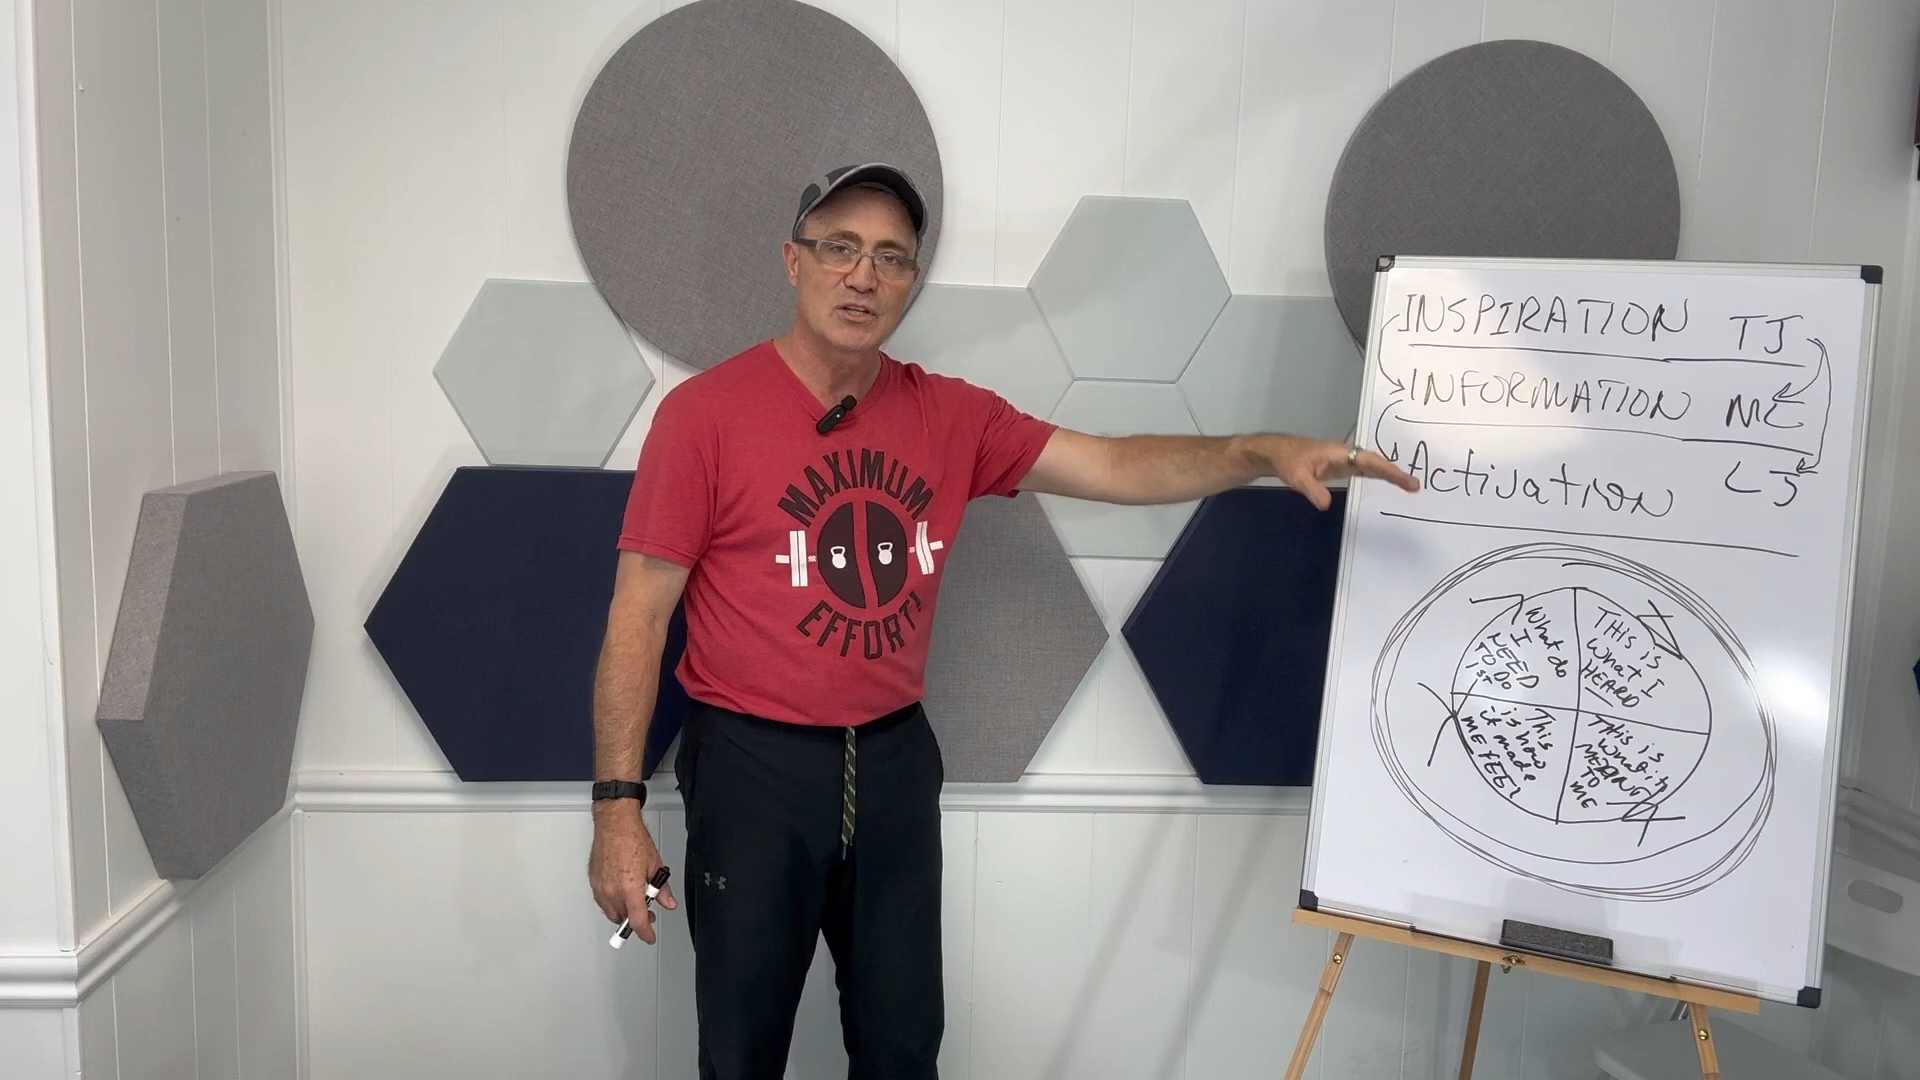 MAXIMUM
EFFORT!
INSPIRATION TJ
INFORMATION MC
Activation LJ
What do
I
NEED
TO DO
1ST
THIS is
what I
HEARD
This
is how
it made
ME FEEL
THIS is
what it
TO
ME